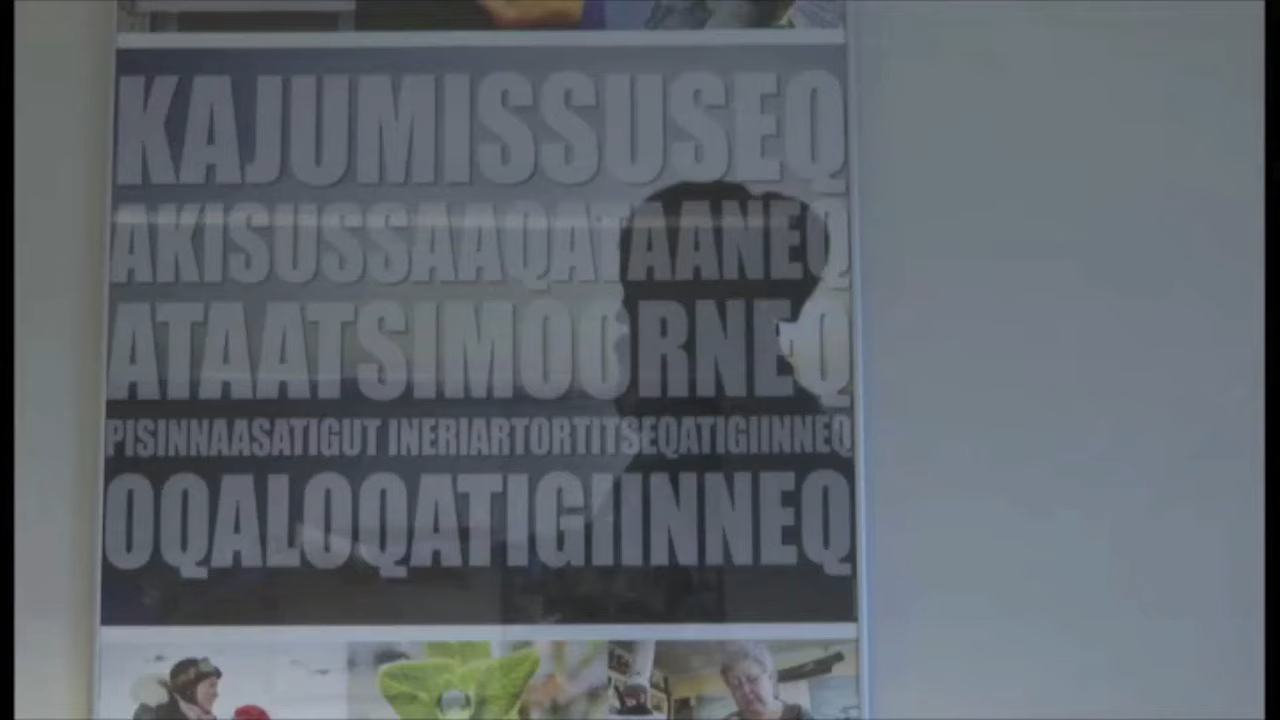 KAJUMISSUSEQ
AKISUSSAAQATAANEQ
ATAATSIMOORNEQ
PISINNAASATIGUT INERIARTORTITSEQATIGIINNEQ
OQALOQATIGIINNEQ